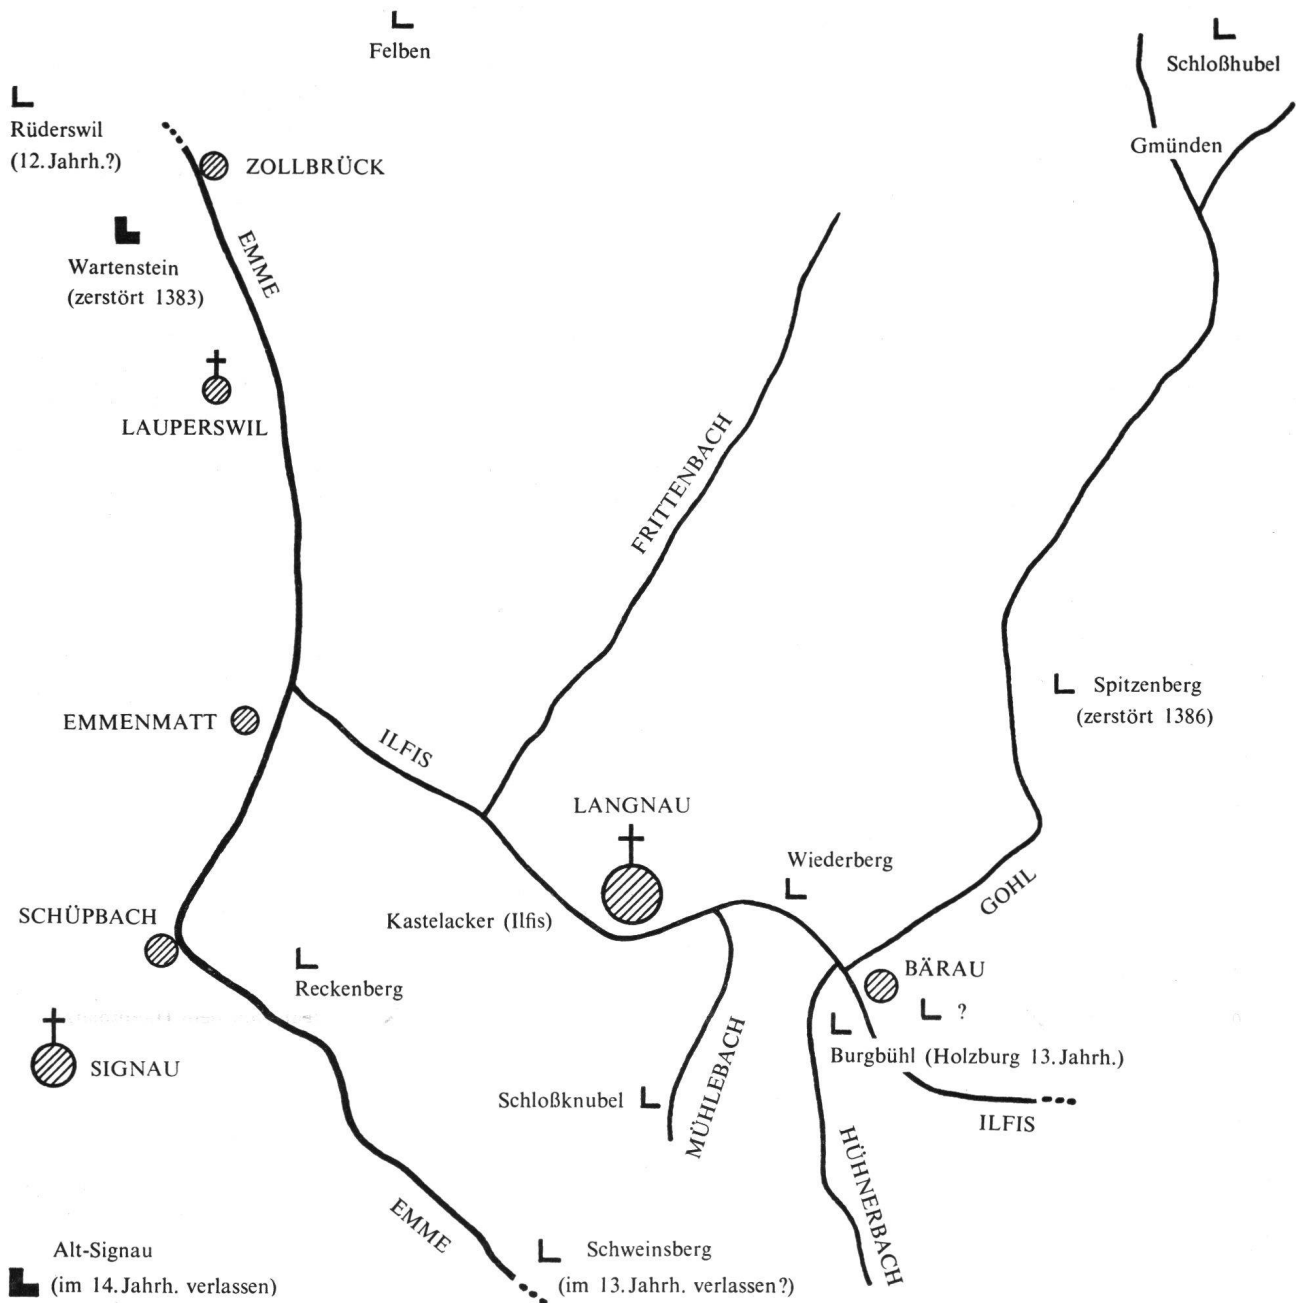 Felben
Schloßhubel
Rüderswil
(12. Jahrh.?)
Gmünden
ZOLLBRÜCK
EMME
Wartenstein
(zerstört 1383)
LAUPERSWIL
FRITTENBACH
Spitzenberg
(zerstört 1386)
EMMENMATT
ILFIS
LANGNAU
Wiederberg
GOHL
SCHÜPBACH
Kastelacker (Ilfis)
BÄRAU
Reckenberg
?
Burgbühl (Holzburg 13. Jahrh.)
SIGNAU
Schloßknubel
MÜHLEBACH
ILFIS
HÜHNERBACH
EMME
Alt-Signau
(im 14. Jahrh. verlassen)
Schweinsberg
(im 13. Jahrh. verlassen?)